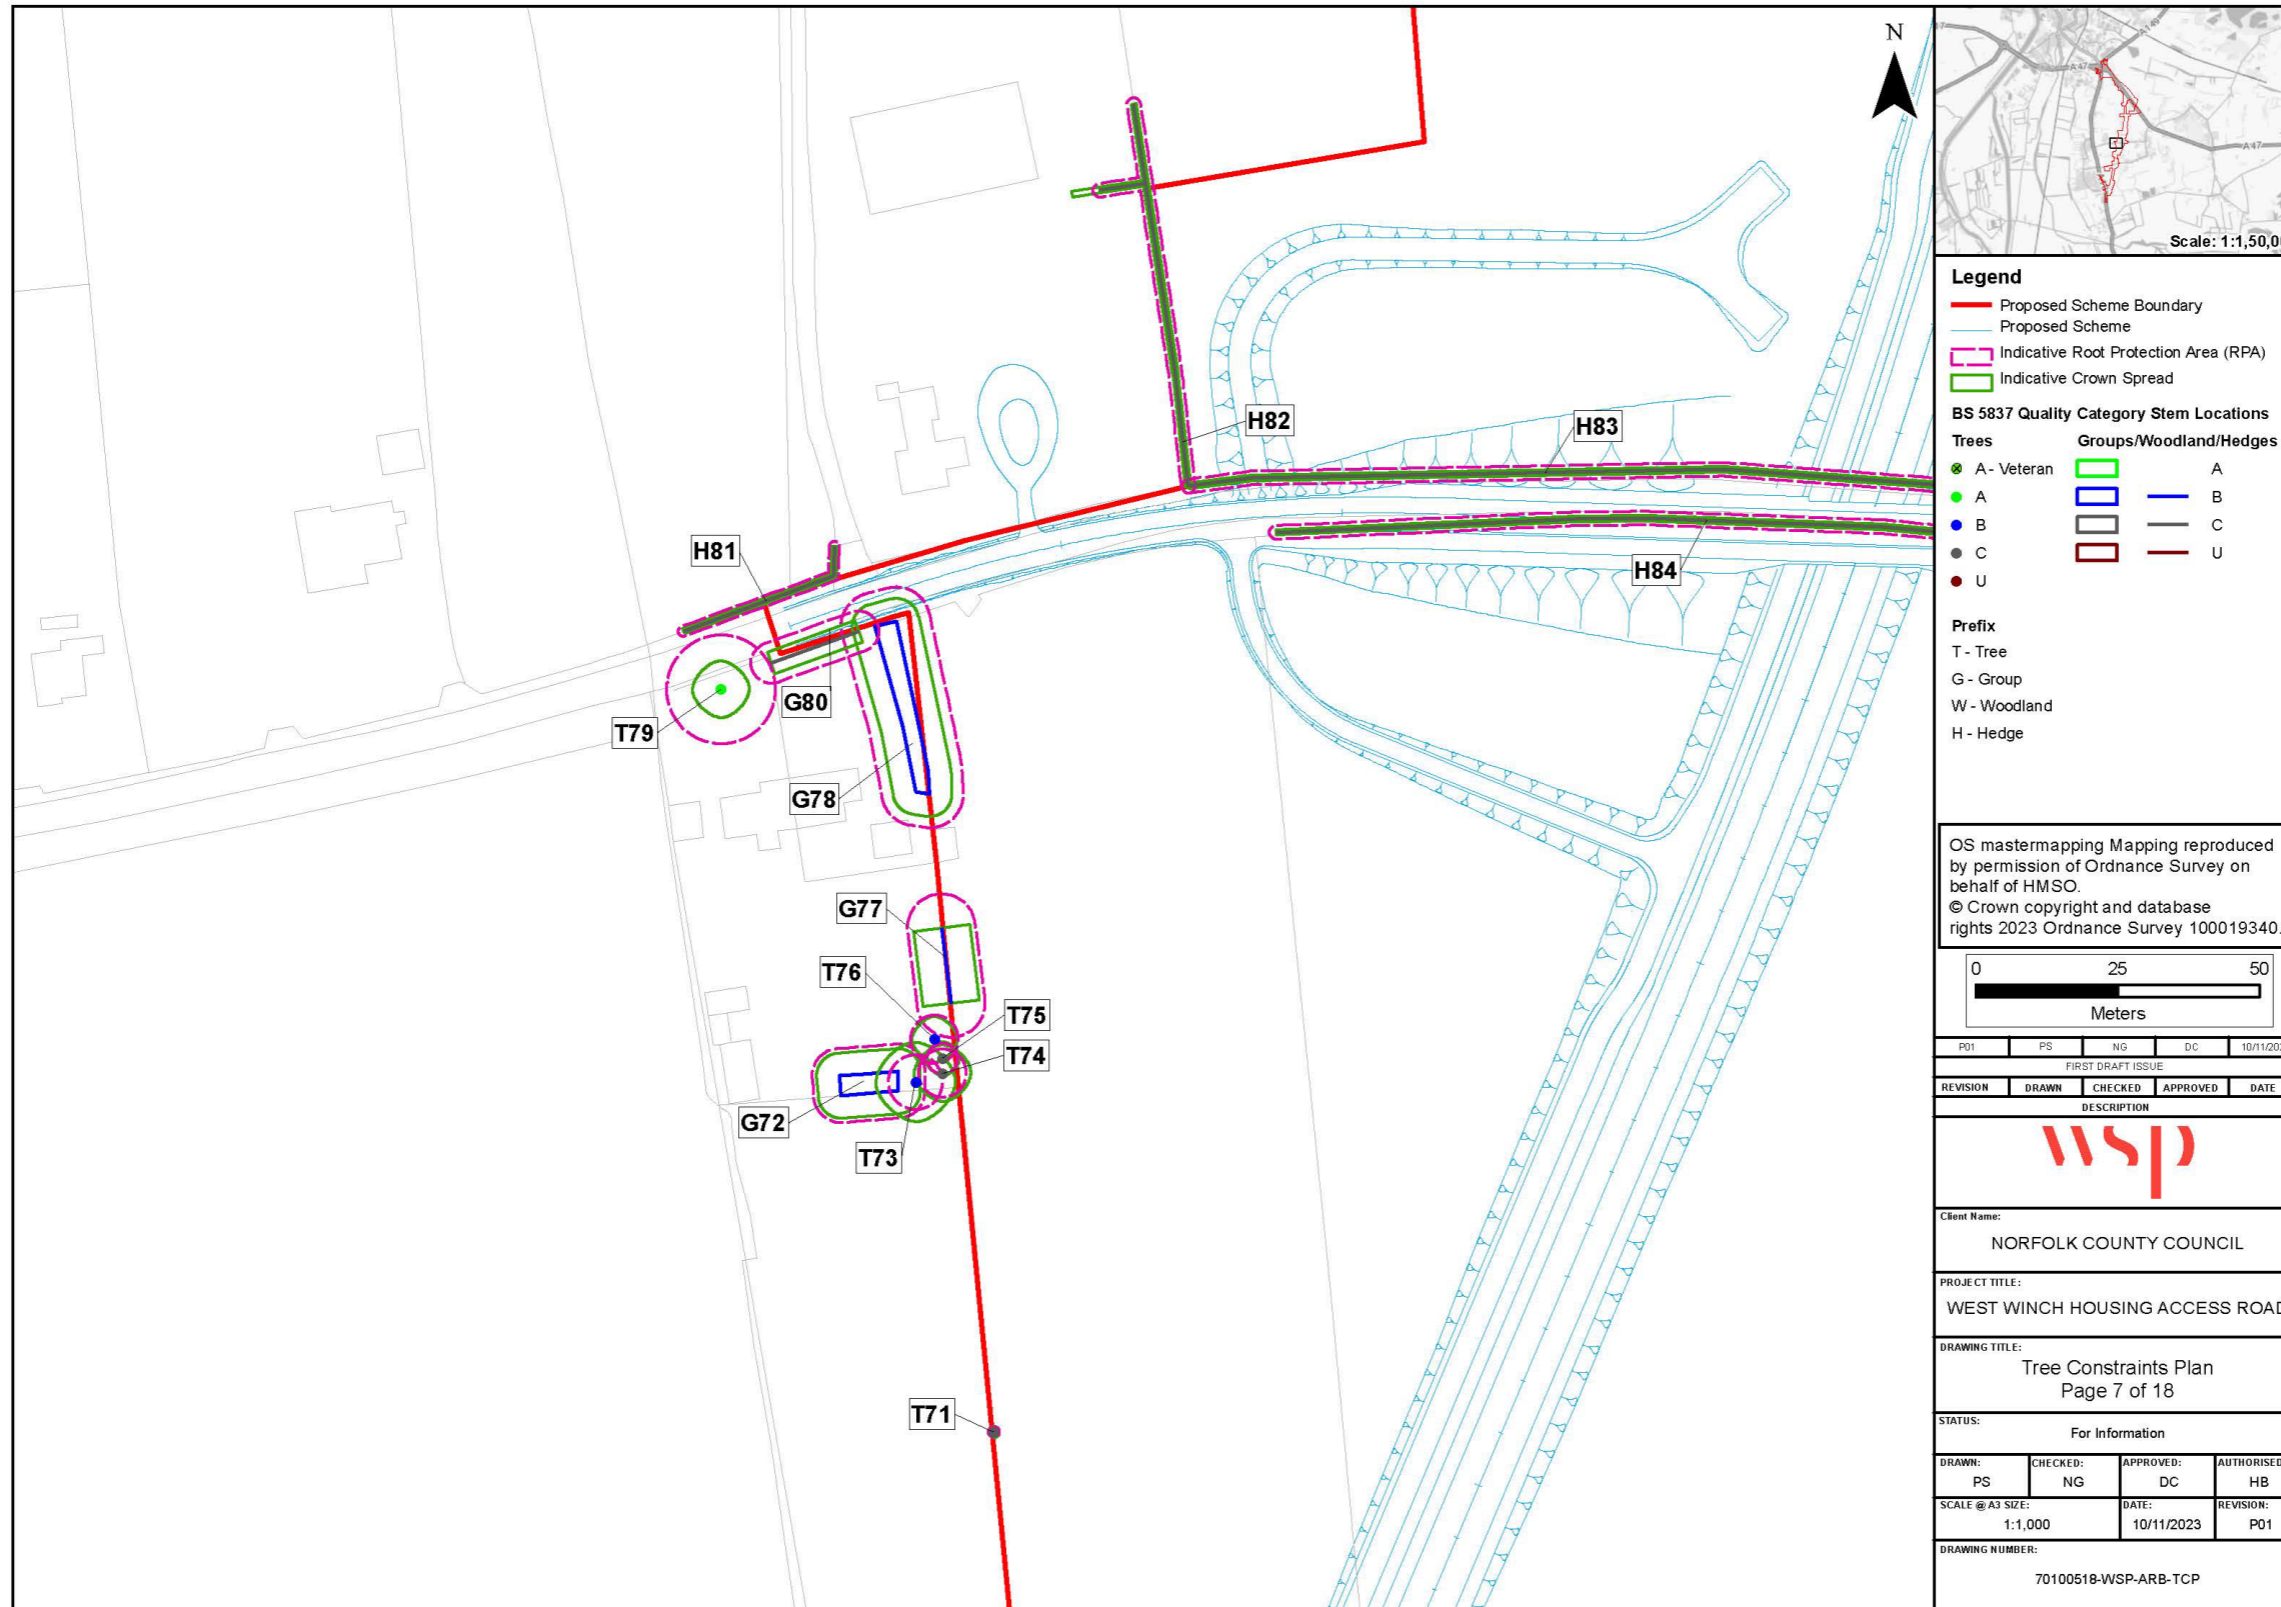 N
H82
H83
H81
H84
G80
T79
G78
G77
T76
T75
T74
G72
T73
T71
A47
A47
Legend
Proposed Scheme Boundary
Proposed Scheme
Indicative Root Protection Area (RPA)
Indicative Crown Spread
BS 5837 Quality Category Stem Locations
Trees Groups/Woodland/Hedges
A - Veteran A
A B
B C
C U
U
Prefix
T - Tree
G - Group
W - Woodland
H - Hedge
OS mastermapping Mapping reproduced
by permission of Ordnance Survey on
behalf of HMSO.
© Crown copyright and database
rights 2023 Ordnance Survey 100019340.
0 25 50
Meters
P01 PS NG DC
FIRST DRAFT ISSUE
REVISION DRAWN CHECKED APPROVED DATE
DESCRIPTION
wsp
Client Name:
NORFOLK COUNTY COUNCIL
PROJECT TITLE:
WEST WINCH HOUSING ACCESS ROAD
DRAWING TITLE:
Tree Constraints Plan
Page 7 of 18
STATUS:
For Information
DRAWN: CHECKED: APPROVED: AUTHORISED
PS NG DC HB
SCALE @ A3 SIZE: DATE: REVISION:
1:1,000 10/11/2023 P01
DRAWING NUMBER:
70100518-WSP-ARB-TCP